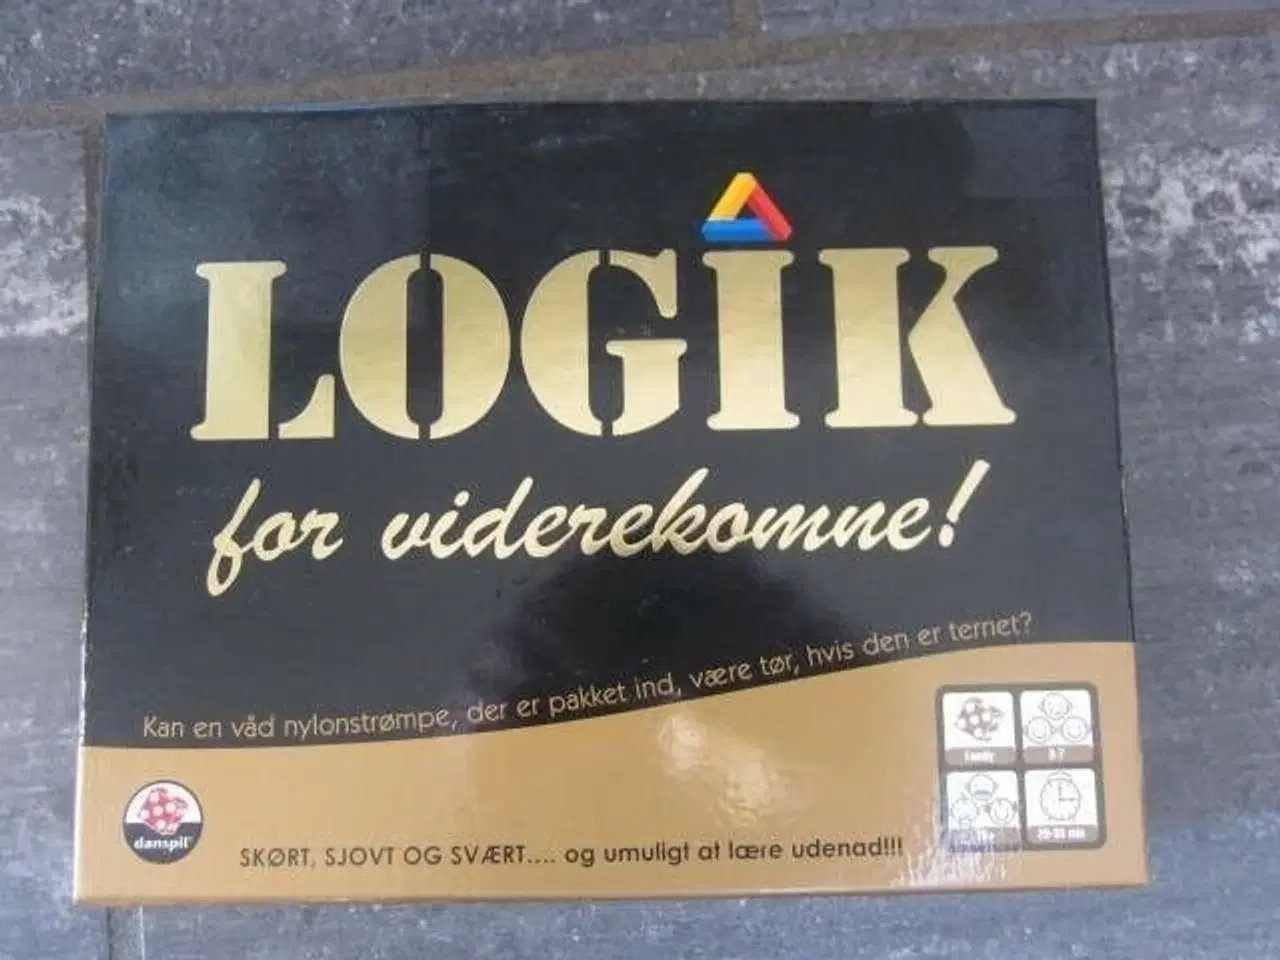 LOGIK
for viderekomne!
Kan en våd nylonstrømpe, der er pakket ind, være tør, hvis den er ternet?
danspil
SKØRT, SJOVT OG SVÆRT.... og umuligt at lære udenad!!!